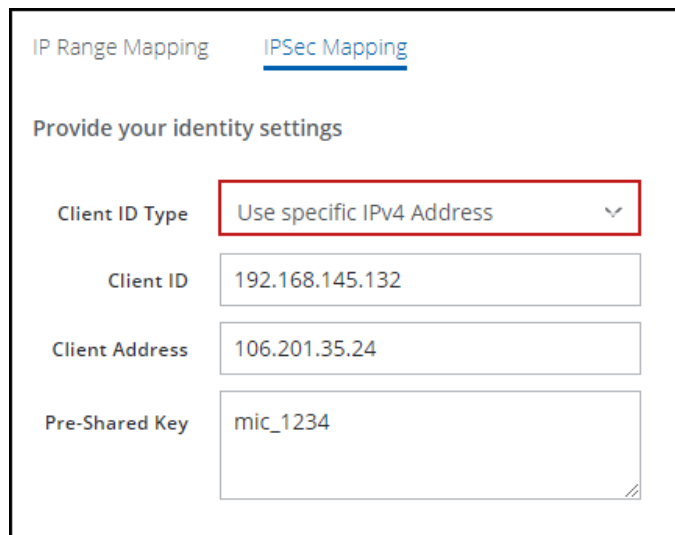 IP Range Mapping IPSec Mapping
Provide your identity settings
Client ID Type Use specific IPv4 Address
Client ID 192.168.145.132
Client Address 106.201.35.24
Pre-Shared Key mic_1234